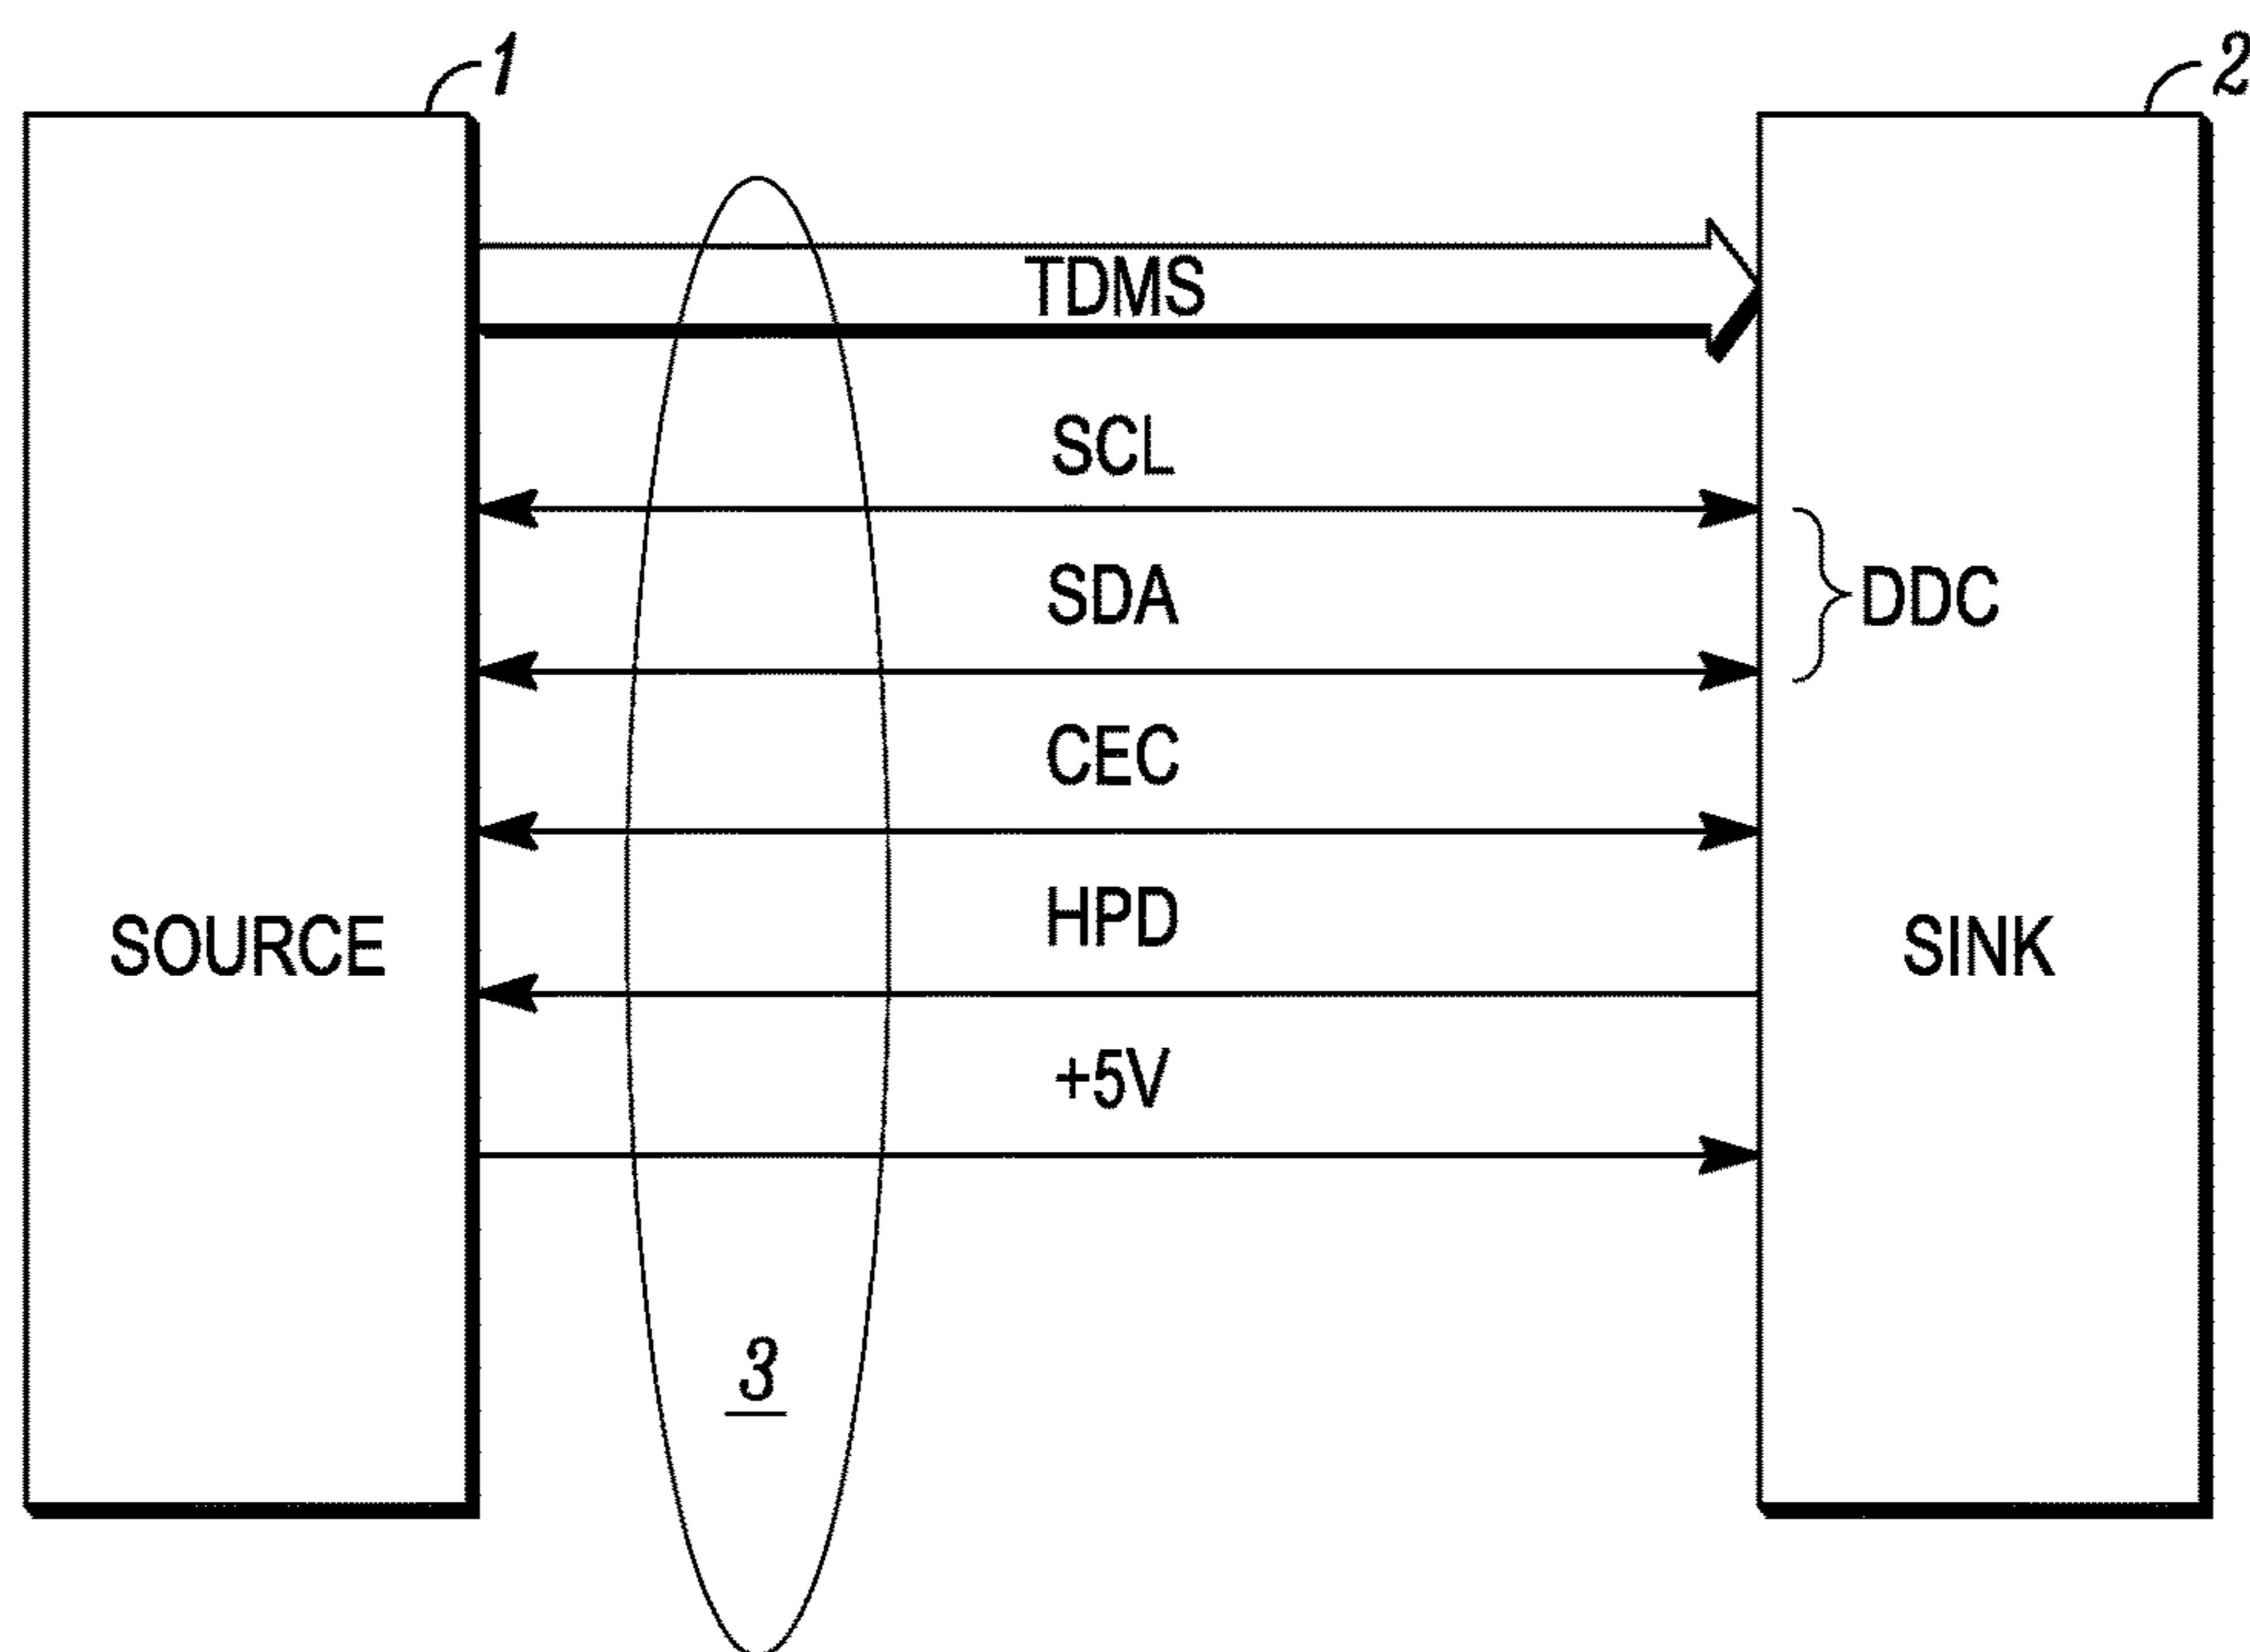 1
2
TDMS
SCL
SDA
DDC
CEC
HPD
SOURCE
SINK
+5V
3